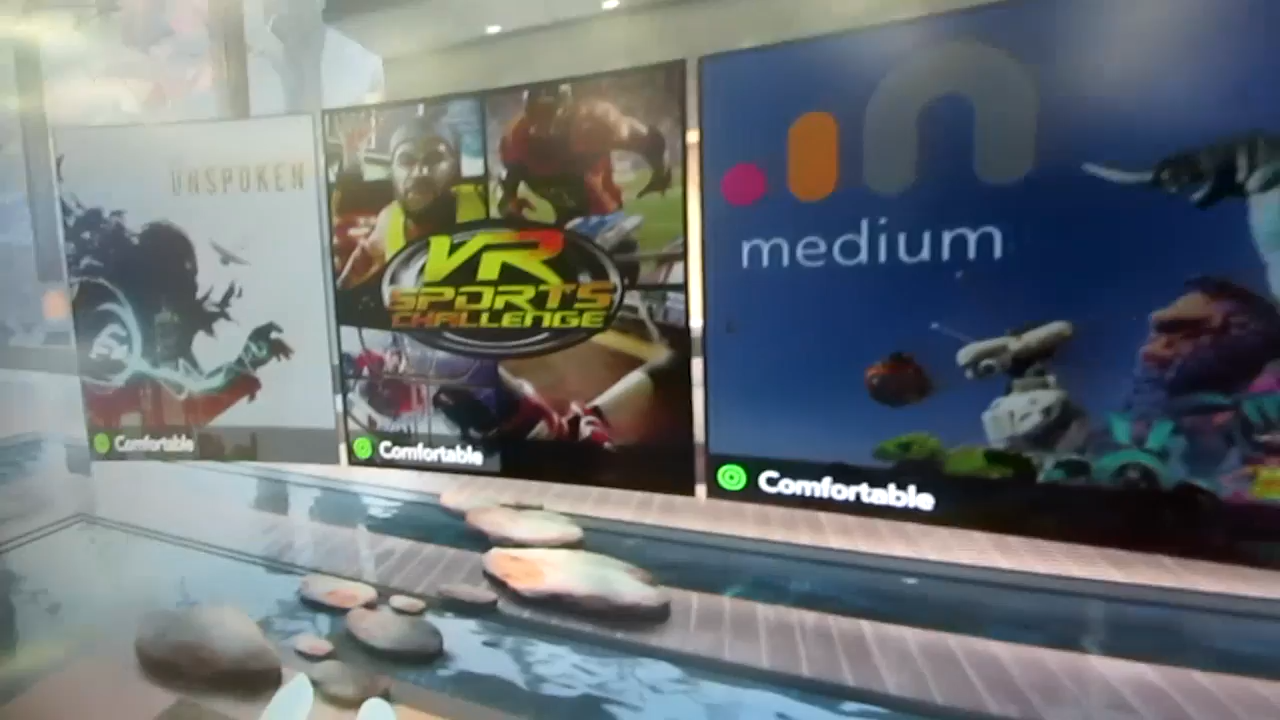 UNSPOKEN
VR
SPORTS
CHALLENGE
medium
Comfortable
Comfortable
Comfortable